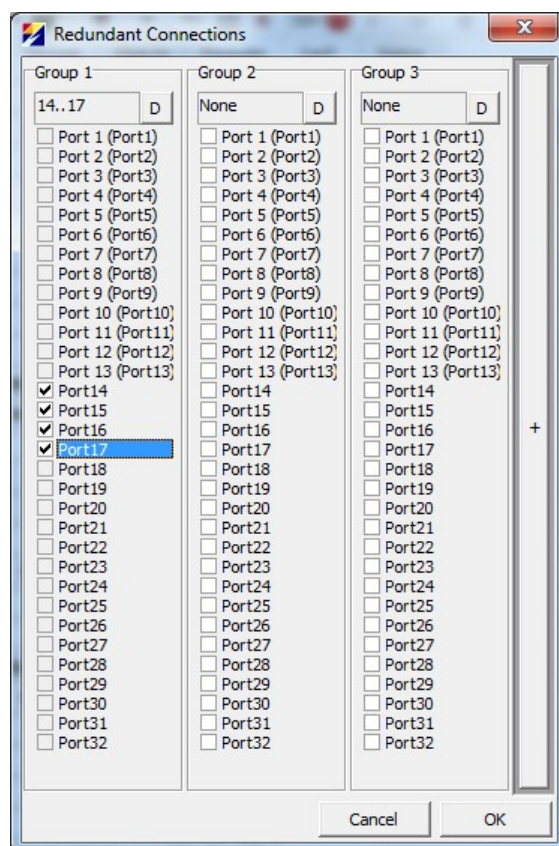 Redundant Connections
Group 1
14..17
D
Port 1 (Port1)
Port 2 (Port2)
Port 3 (Port3)
Port 4 (Port4)
Port 5 (Port5)
Port 6 (Port6)
Port 7 (Port7)
Port 8 (Port8)
Port 9 (Port9)
Port 10 (Port10)
Port 11 (Port11)
Port 12 (Port12)
Port 13 (Port13)
Port14
Port15
Port16
Port17
Port18
Port19
Port20
Port21
Port22
Port23
Port24
Port25
Port26
Port27
Port28
Port29
Port30
Port31
Port32
Group 2
None
D
Port 1 (Port1)
Port 2 (Port2)
Port 3 (Port3)
Port 4 (Port4)
Port 5 (Port5)
Port 6 (Port6)
Port 7 (Port7)
Port 8 (Port8)
Port 9 (Port9)
Port 10 (Port10)
Port 11 (Port11)
Port 12 (Port12)
Port 13 (Port13)
Port14
Port15
Port16
Port17
Port18
Port19
Port20
Port21
Port22
Port23
Port24
Port25
Port26
Port27
Port28
Port29
Port30
Port31
Port32
Group 3
None
D
Port 1 (Port1)
Port 2 (Port2)
Port 3 (Port3)
Port 4 (Port4)
Port 5 (Port5)
Port 6 (Port6)
Port 7 (Port7)
Port 8 (Port8)
Port 9 (Port9)
Port 10 (Port10)
Port 11 (Port11)
Port 12 (Port12)
Port 13 (Port13)
Port14
Port15
Port16
Port17
Port18
Port19
Port20
Port21
Port22
Port23
Port24
Port25
Port26
Port27
Port28
Port29
Port30
Port31
Port32
+
Cancel
OK